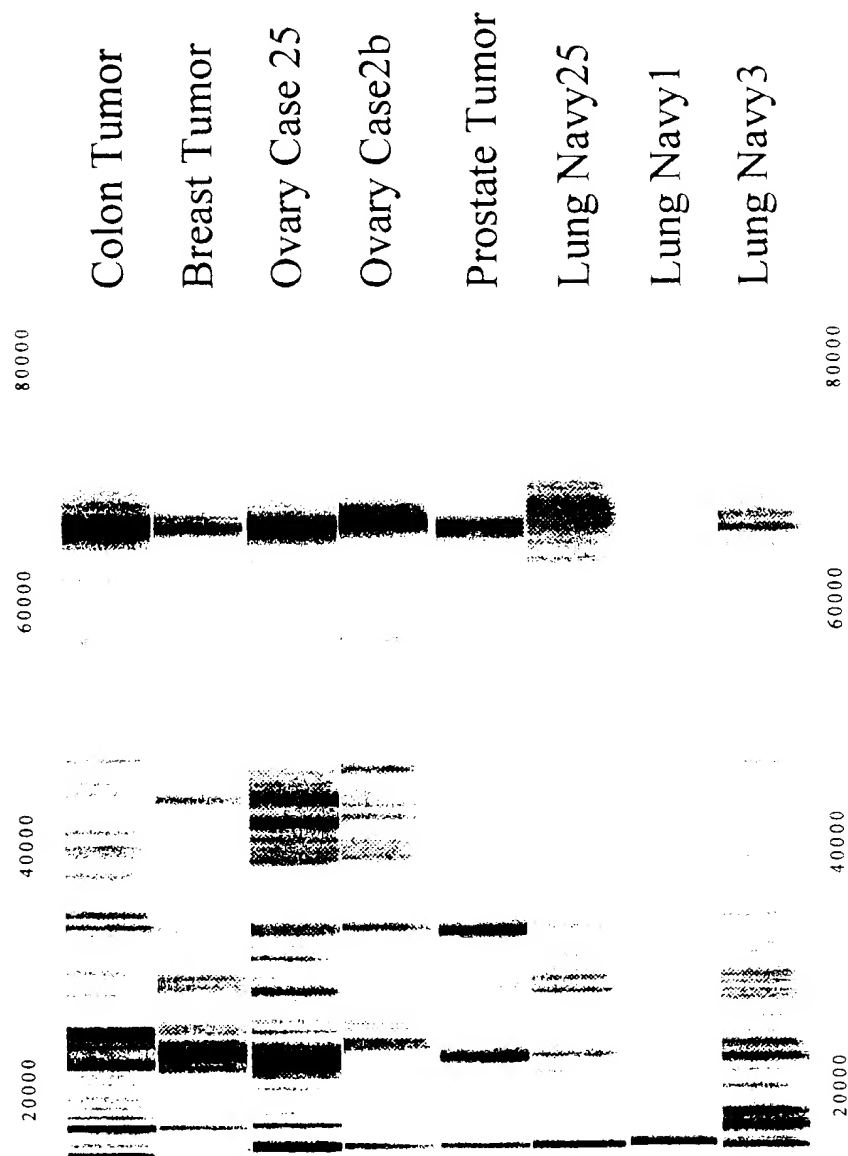 Colon Tumor
Breast Tumor
Ovary Case 25
Ovary Case2b
Prostate Tumor
Lung Navy25
Lung Navy1
Lung Navy3
80000
80000
60000
60000
40000
40000
20000
20000